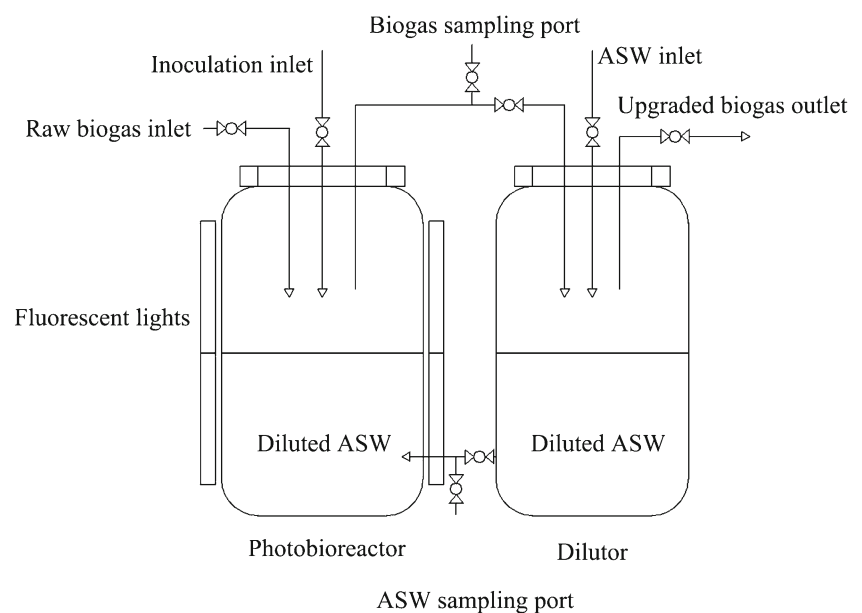 Biogas sampling port
Inoculation inlet
ASW inlet
Upgraded biogas outlet
Raw biogas inlet
Fluorescent lights
Diluted ASW
Diluted ASW
Photobioreactor
Dilutor
ASW sampling port